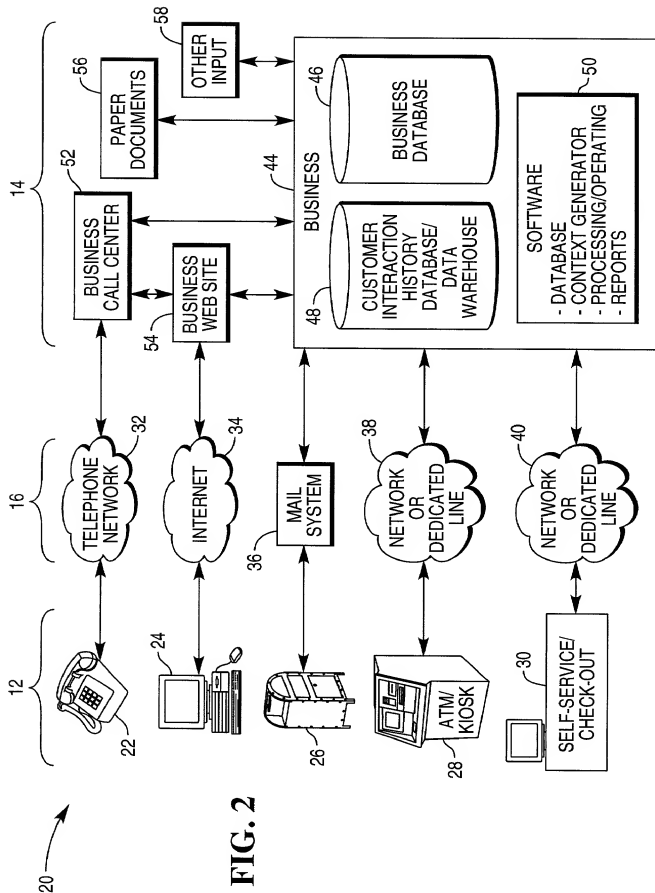 20
FIG. 2
12
16
14
22
24
26
ATM/
KIOSK
28
30
SELF-SERVICE/
CHECK-OUT
TELEPHONE
NETWORK
32
INTERNET
34
36
MAIL
SYSTEM
NETWORK
OR
DEDICATED
LINE
38
NETWORK
OR
DEDICATED
LINE
40
BUSINESS
CALL CENTER
52
54
BUSINESS
WEB SITE
PAPER
DOCUMENTS
56
OTHER
INPUT
58
BUSINESS
44
48
CUSTOMER
INTERACTION
HISTORY
DATABASE/
DATA
WAREHOUSE
BUSINESS
DATABASE
46
SOFTWARE
- DATABASE
- CONTEXT GENERATOR
- PROCESSING/OPERATING
- REPORTS
50